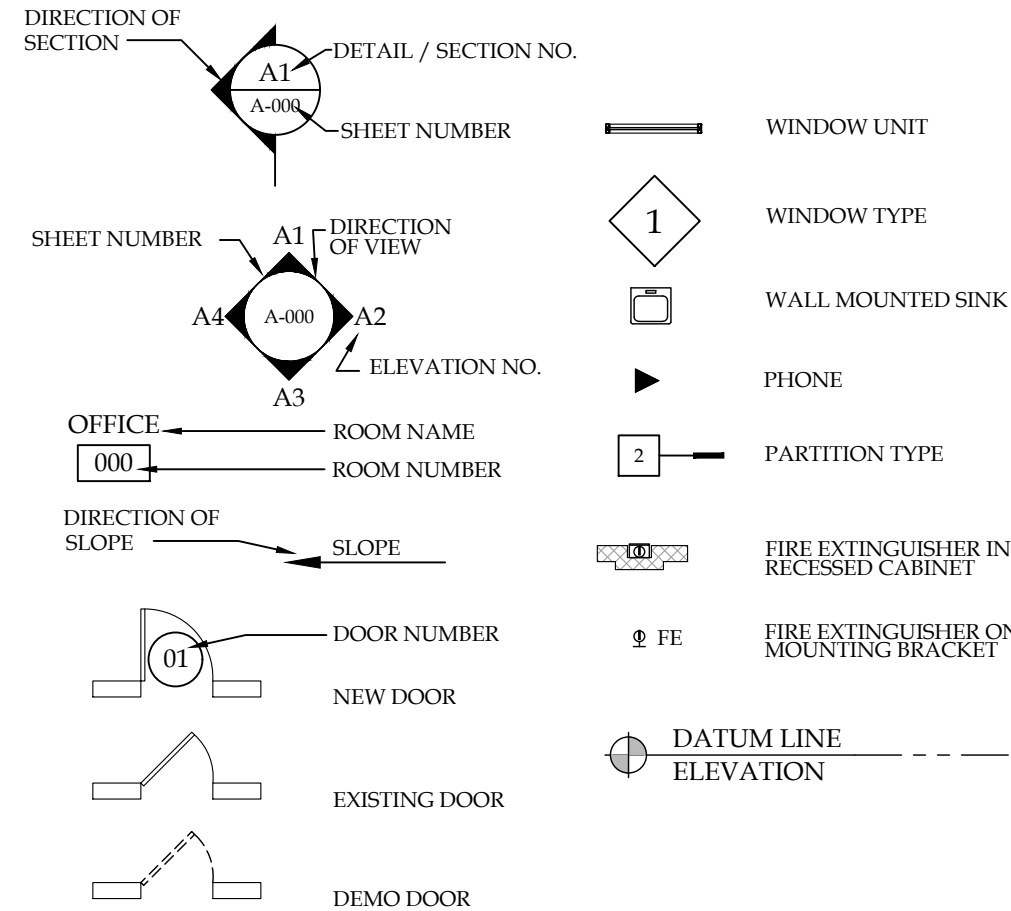 DIRECTION OF
SECTION
DETAIL / SECTION NO.
A1
A-000
SHEET NUMBER
SHEET NUMBER
A1
DIRECTION
OF VIEW
A4
A-000
A2
ELEVATION NO.
A3
OFFICE
ROOM NAME
000
ROOM NUMBER
DIRECTION OF
SLOPE
SLOPE
01
DOOR NUMBER
NEW DOOR
EXISTING DOOR
DEMO DOOR
WINDOW UNIT
1
WINDOW TYPE
WALL MOUNTED SINK
PHONE
2
PARTITION TYPE
FIRE EXTINGUISHER IN
RECESSED CABINET
FE
FIRE EXTINGUISHER ON
MOUNTING BRACKET
DATUM LINE
ELEVATION